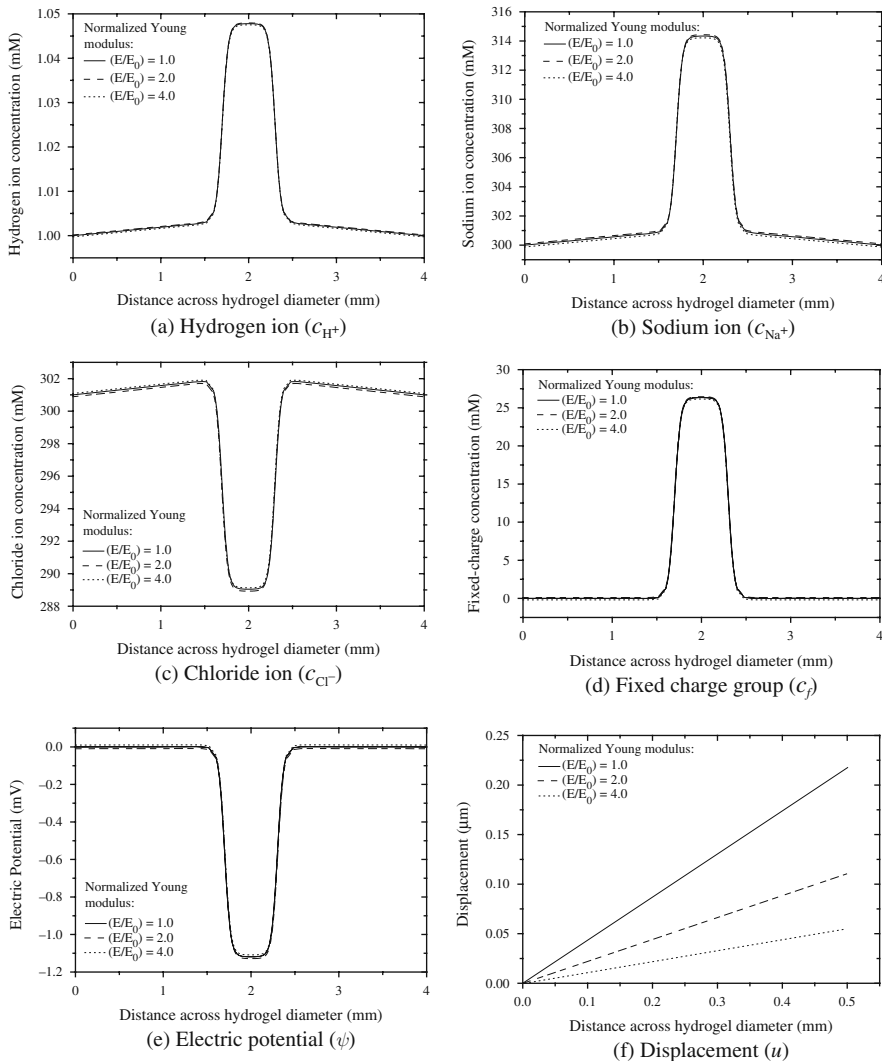 Normalized Young
modulus:
(E/E0) = 1.0
(E/E0) = 2.0
(E/E0) = 4.0
Hydrogen ion concentration (mM)
1.05
1.04
1.03
1.02
1.01
1.00
0 1 2 3 4
Distance across hydrogel diameter (mm)
(a) Hydrogen ion (cH+)
Normalized Young modulus:
(E/E0) = 1.0
(E/E0) = 2.0
(E/E0) = 4.0
Sodium ion concentration (mM)
316
314
312
310
308
306
304
302
300
0 1 2 3 4
Distance across hydrogel diameter (mm)
(b) Sodium ion (cNa+)
Chloride ion concentration (mM)
302
300
298
296
294
292
290
288
Normalized Young
modulus:
(E/E0) = 1.0
(E/E0) = 2.0
(E/E0) = 4.0
0 1 2 3 4
Distance across hydrogel diameter (mm)
(c) Chloride ion (cCl−)
Normalized Young modulus:
(E/E0) = 1.0
(E/E0) = 2.0
(E/E0) = 4.0
Fixed-charge concentration (mM)
30
25
20
15
10
5
0
0 1 2 3 4
Distance across hydrogel diameter (mm)
(d) Fixed charge group (cf)
Electric Potential (mV)
0.0
−0.2
−0.4
−0.6
−0.8
−1.0
−1.2
Normalized Young
modulus:
(E/E0) = 1.0
(E/E0) = 2.0
(E/E0) = 4.0
0 1 2 3 4
Distance across hydrogel diameter (mm)
(e) Electric potential (ψ)
Normalized Young modulus:
(E/E0) = 1.0
(E/E0) = 2.0
(E/E0) = 4.0
Displacement (μm)
0.25
0.20
0.15
0.10
0.05
0.00
0.0 0.1 0.2 0.3 0.4 0.5
Distance across hydrogel diameter (mm)
(f) Displacement (u)